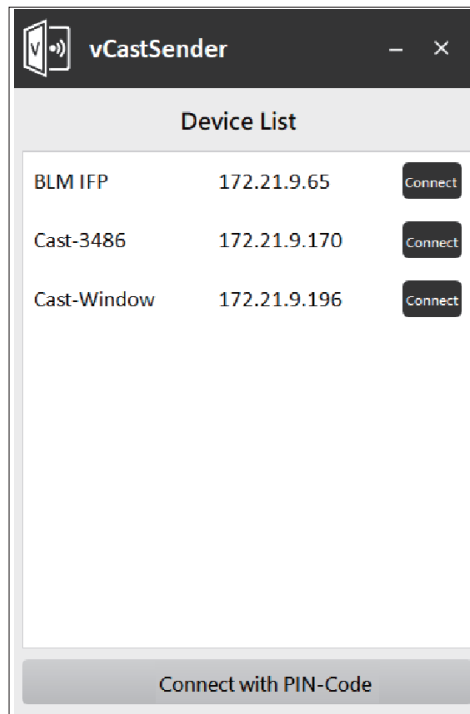 V vCastSender
Device List
BLM IFP 172.21.9.65 Connect
Cast-3486 172.21.9.170 Connect
Cast-Window 172.21.9.196 Connect
Connect with PIN-Code